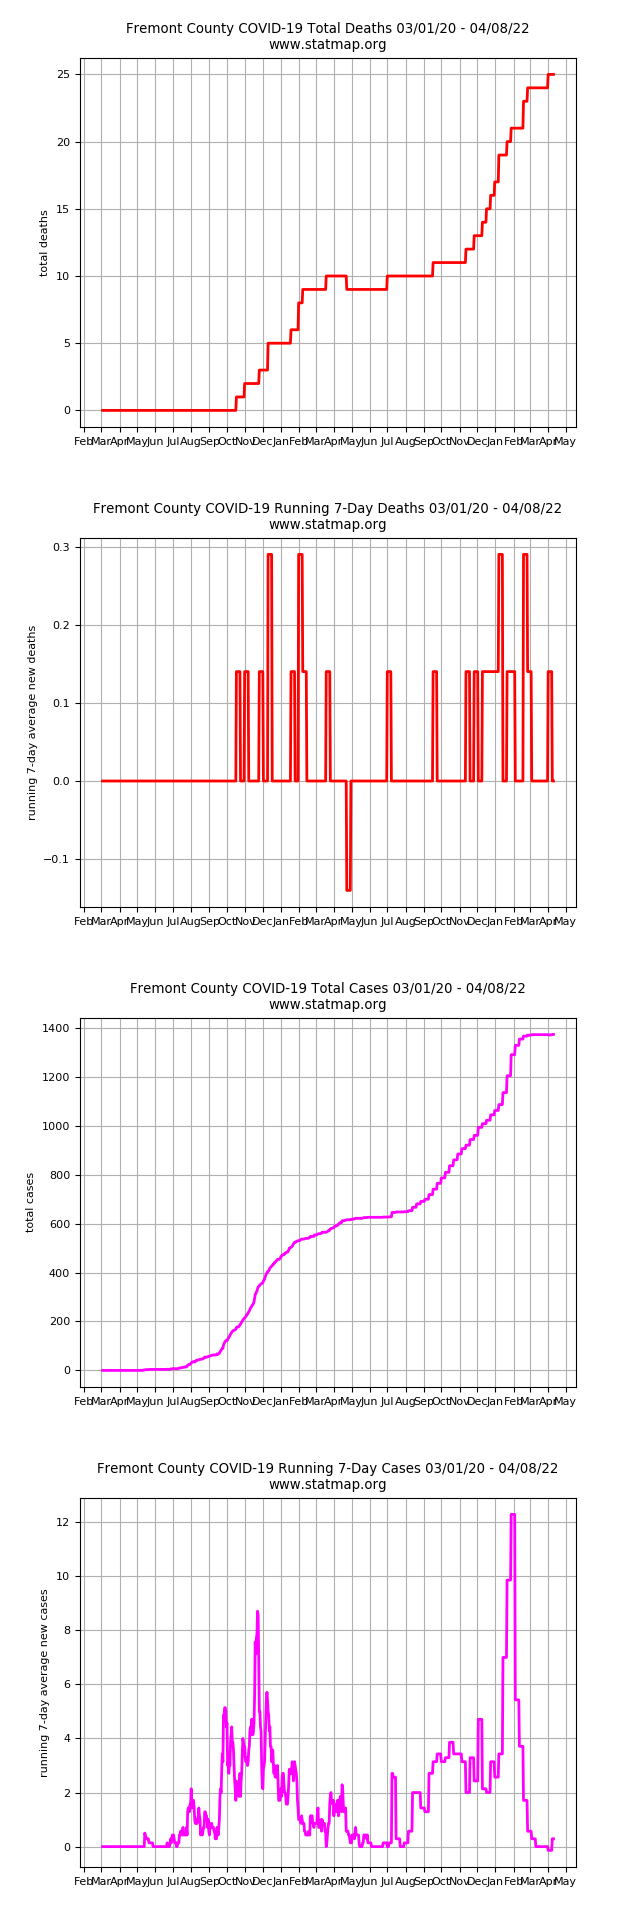 Fremont County COVID-19 Total Deaths 03/01/20 - 04/08/22
www.statmap.org
25
20
15
10
5
0
total deaths
Feb Mar Apr May Jun Jul Aug Sep Oct Nov Dec Jan Feb Mar Apr May Jun Jul Aug Sep Oct Nov Dec Jan Feb Mar Apr May
Fremont County COVID-19 Running 7-Day Deaths 03/01/20 - 04/08/22
www.statmap.org
0.3
0.2
0.1
0.0
−0.1
running 7-day average new deaths
Feb Mar Apr May Jun Jul Aug Sep Oct Nov Dec Jan Feb Mar Apr May Jun Jul Aug Sep Oct Nov Dec Jan Feb Mar Apr May
Fremont County COVID-19 Total Cases 03/01/20 - 04/08/22
www.statmap.org
1400
1200
1000
800
600
400
200
0
total cases
Feb Mar Apr May Jun Jul Aug Sep Oct Nov Dec Jan Feb Mar Apr May Jun Jul Aug Sep Oct Nov Dec Jan Feb Mar Apr May
Fremont County COVID-19 Running 7-Day Cases 03/01/20 - 04/08/22
www.statmap.org
12
10
8
6
4
2
0
running 7-day average new cases
Feb Mar Apr May Jun Jul Aug Sep Oct Nov Dec Jan Feb Mar Apr May Jun Jul Aug Sep Oct Nov Dec Jan Feb Mar Apr May